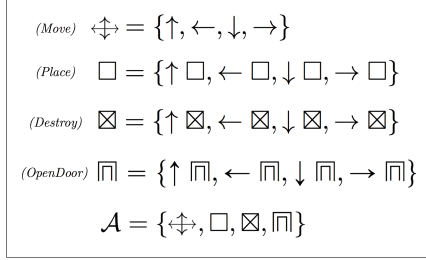 (Move) ⬲ = {↑, ←, ↓, →}
(Place) □ = {↑ □, ← □, ↓ □, → □}
(Destroy) ⊠ = {↑ ⊠, ← ⊠, ↓ ⊠, → ⊠}
(OpenDoor) 🚪 = {↑ 🚪, ← 🚪, ↓ 🚪, → 🚪}
𝒜 = {⬲, □, ⊠, 🚪}